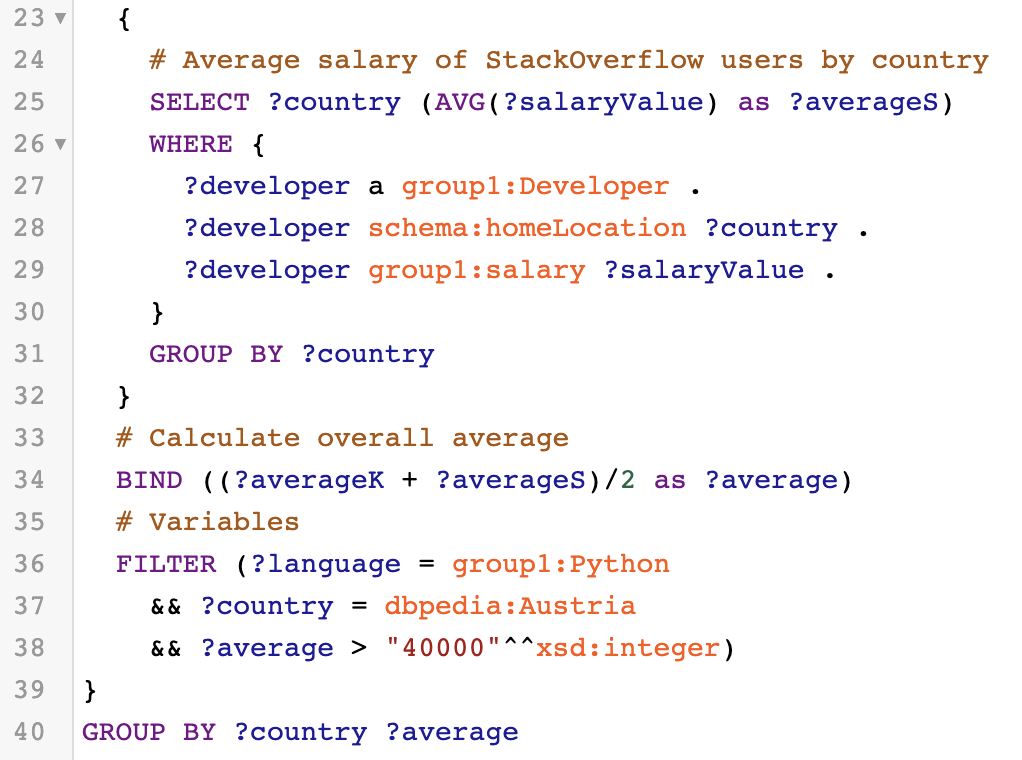 23 {
24 # Average salary of StackOverflow users by country
25 SELECT ?country (AVG(?salaryValue) as ?averageS)
26 WHERE {
27 ?developer a group1:Developer .
28 ?developer schema:homeLocation ?country .
29 ?developer group1:salary ?salaryValue .
30 }
31 GROUP BY ?country
32 }
33 # Calculate overall average
34 BIND ((?averageK + ?averageS)/2 as ?average)
35 # Variables
36 FILTER (?language = group1:Python
37 && ?country = dbpedia:Austria
38 && ?average > "40000"^^xsd:integer)
39 }
40 GROUP BY ?country ?average